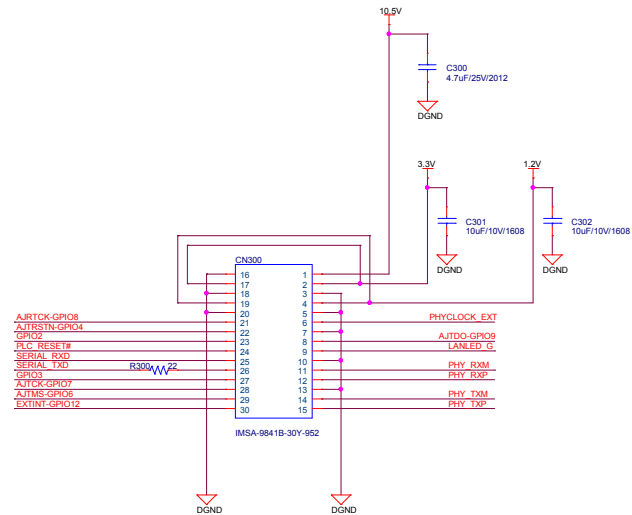 10.5V
C300
4.7uF/25V/2012
DGND
3.3V
1.2V
C301
10uF/10V/1608
C302
10uF/10V/1608
DGND
DGND
CN300
16 1
17 2
18 3
19 4
20 5
AJRTCK-GPIO8 21 6 PHYCLOCK_EXT
AJTRSTN-GPIO4 22 7
GPIO2 23 8 AJTDO-GPIO9
PLC_RESET# 24 9 LANLED_G
SERIAL_RXD 25 10
SERIAL_TXD R300 22 26 11 PHY_RXM
GPIO3 27 12 PHY_RXP
AJTCK-GPIO7 28 13
AJTMS-GPIO6 29 14 PHY_TXM
EXTINT-GPIO12 30 15 PHY_TXP
IMSA-9841B-30Y-952
DGND
DGND